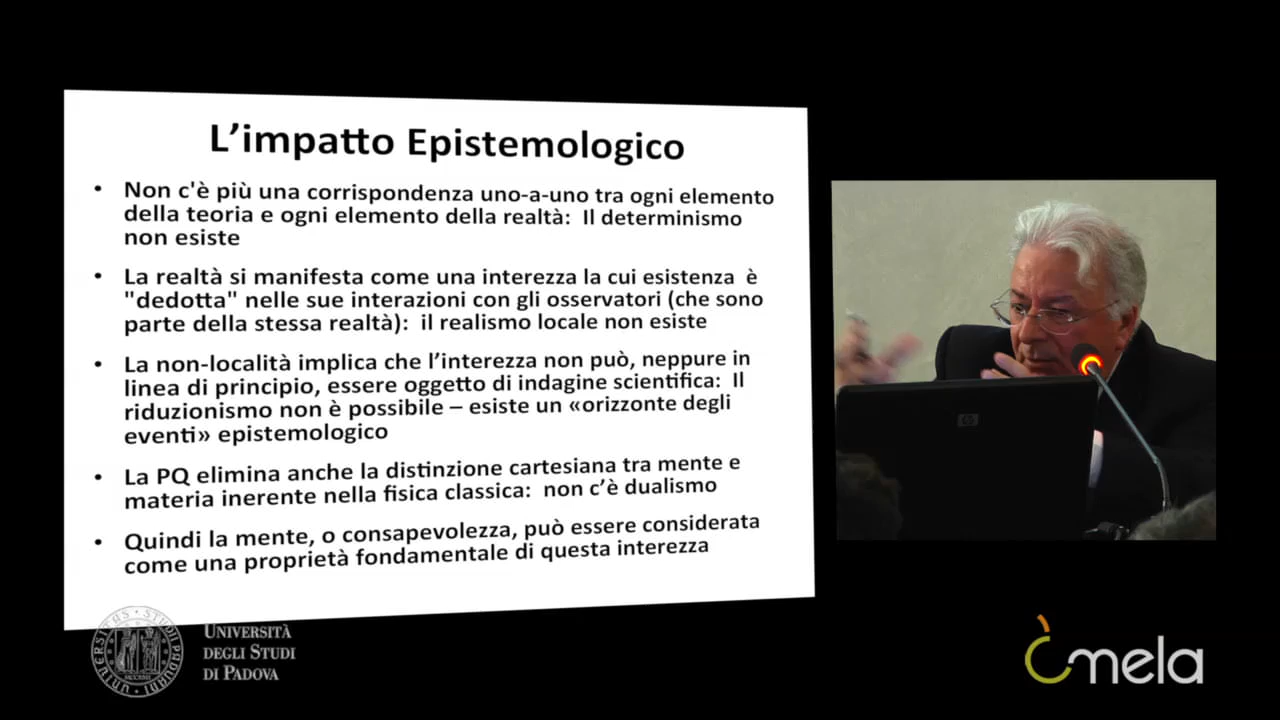 L'impatto Epistemologico
• Non c'è più una corrispondenza uno-a-uno tra ogni elemento
della teoria e ogni elemento della realtà: Il determinismo
non esiste
• La realtà si manifesta come una interezza la cui esistenza è
"dedotta" nelle sue interazioni con gli osservatori (che sono
parte della stessa realtà): il realismo locale non esiste
• La non-località implica che l'interezza non può, neppure in
linea di principio, essere oggetto di indagine scientifica: Il
riduzionismo non è possibile – esiste un «orizzonte degli
eventi» epistemologico
• La PQ elimina anche la distinzione cartesiana tra mente e
materia inerente nella fisica classica: non c'è dualismo
• Quindi la mente, o consapevolezza, può essere considerata
come una proprietà fondamentale di questa interezza
hp
UNIVERSITÀ
DEGLI STUDI
DI PADOVA
mela